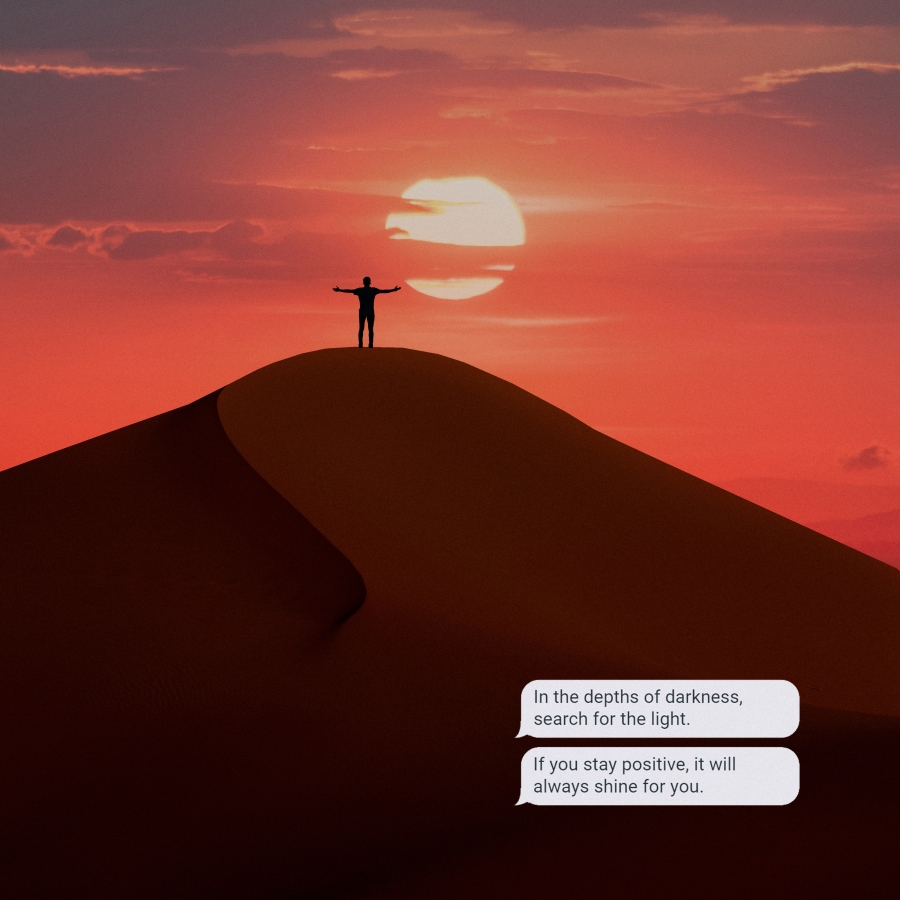 In the depths of darkness,
search for the light.
If you stay positive, it will
always shine for you.